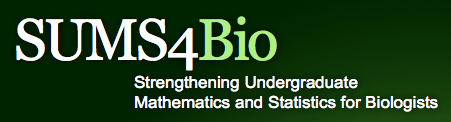 SUMS4Bio
Strengthening Undergraduate
Mathematics and Statistics for Biologists